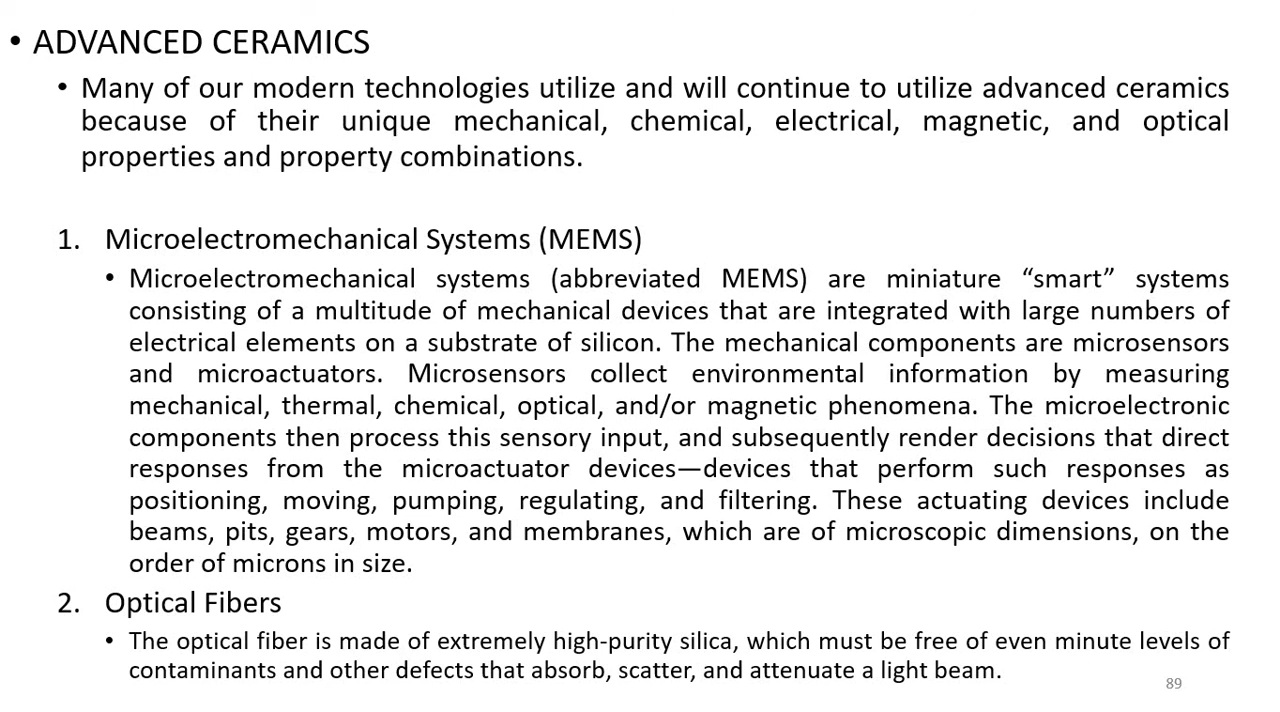 • ADVANCED CERAMICS
• Many of our modern technologies utilize and will continue to utilize advanced ceramics
because of their unique mechanical, chemical, electrical, magnetic, and optical
properties and property combinations.
1. Microelectromechanical Systems (MEMS)
• Microelectromechanical systems (abbreviated MEMS) are miniature “smart” systems
consisting of a multitude of mechanical devices that are integrated with large numbers of
electrical elements on a substrate of silicon. The mechanical components are microsensors
and microactuators. Microsensors collect environmental information by measuring
mechanical, thermal, chemical, optical, and/or magnetic phenomena. The microelectronic
components then process this sensory input, and subsequently render decisions that direct
responses from the microactuator devices—devices that perform such responses as
positioning, moving, pumping, regulating, and filtering. These actuating devices include
beams, pits, gears, motors, and membranes, which are of microscopic dimensions, on the
order of microns in size.
2. Optical Fibers
• The optical fiber is made of extremely high-purity silica, which must be free of even minute levels of
contaminants and other defects that absorb, scatter, and attenuate a light beam.
89